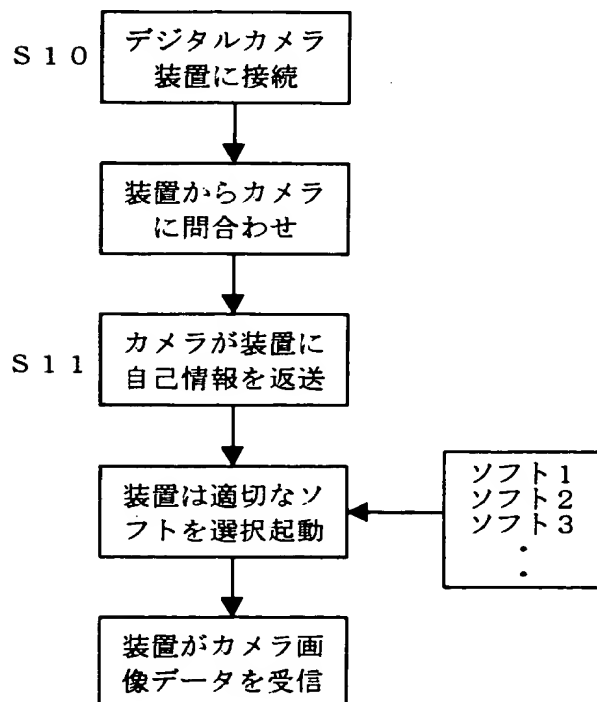 S10
デジタルカメラ
装置に接続
装置からカメラ
に問合わせ
S11
カメラが装置に
自己情報を返送
装置は適切なソ
フトを選択起動
ソフト1
ソフト2
ソフト3
・
・
装置がカメラ画
像データを受信